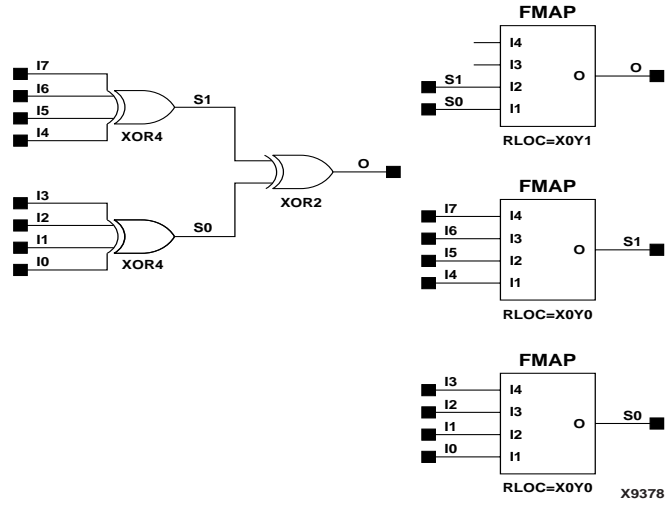 I7
I6
I5
I4
XOR4
S1
I3
I2
I1
I0
XOR4
S0
XOR2
O
FMAP
I4
I3
S1 I2
S0 I1
O O
RLOC=X0Y1
FMAP
I7 I4
I6 I3
I5 I2
I4 I1
O S1
RLOC=X0Y0
FMAP
I3 I4
I2 I3
I1 I2
I0 I1
O S0
RLOC=X0Y0
X9378